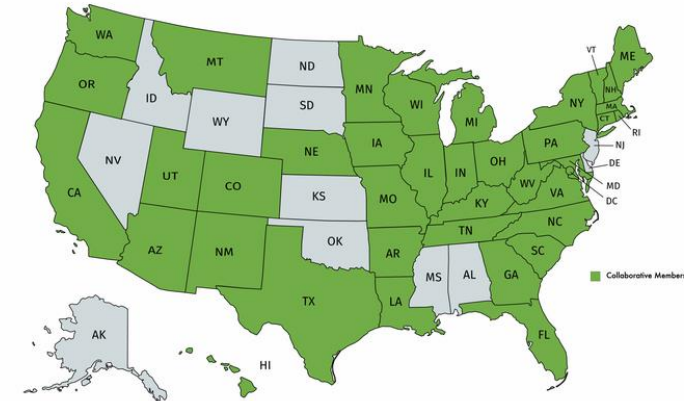 WA
MT
ND
MN
OR
ID
SD
WI
WY
MI
VT
ME
NH
NY
MA
CT
RI
NV
UT
CO
NE
IA
IL
IN
OH
PA
NJ
DE
MD
DC
CA
KS
MO
KY
WV
VA
AZ
NM
OK
AR
TN
NC
SC
TX
LA
MS
AL
GA
FL
Collaborative Members
AK
HI